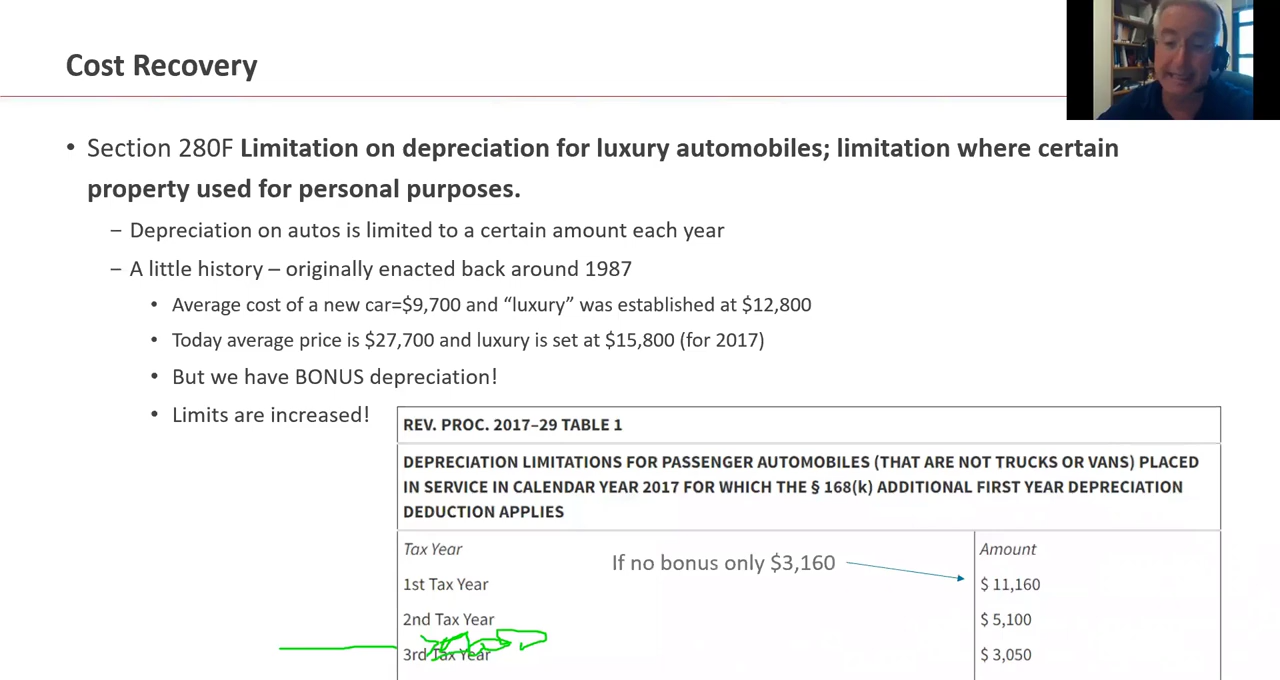 Cost Recovery
• Section 280F Limitation on depreciation for luxury automobiles; limitation where certain
property used for personal purposes.
– Depreciation on autos is limited to a certain amount each year
– A little history – originally enacted back around 1987
• Average cost of a new car=$9,700 and “luxury” was established at $12,800
• Today average price is $27,700 and luxury is set at $15,800 (for 2017)
• But we have BONUS depreciation!
• Limits are increased!
REV. PROC. 2017–29 TABLE 1
DEPRECIATION LIMITATIONS FOR PASSENGER AUTOMOBILES (THAT ARE NOT TRUCKS OR VANS) PLACED
IN SERVICE IN CALENDAR YEAR 2017 FOR WHICH THE § 168(k) ADDITIONAL FIRST YEAR DEPRECIATION
DEDUCTION APPLIES
Tax Year Amount
If no bonus only $3,160
1st Tax Year $ 11,160
2nd Tax Year $ 5,100
3rd Tax Year $ 3,050